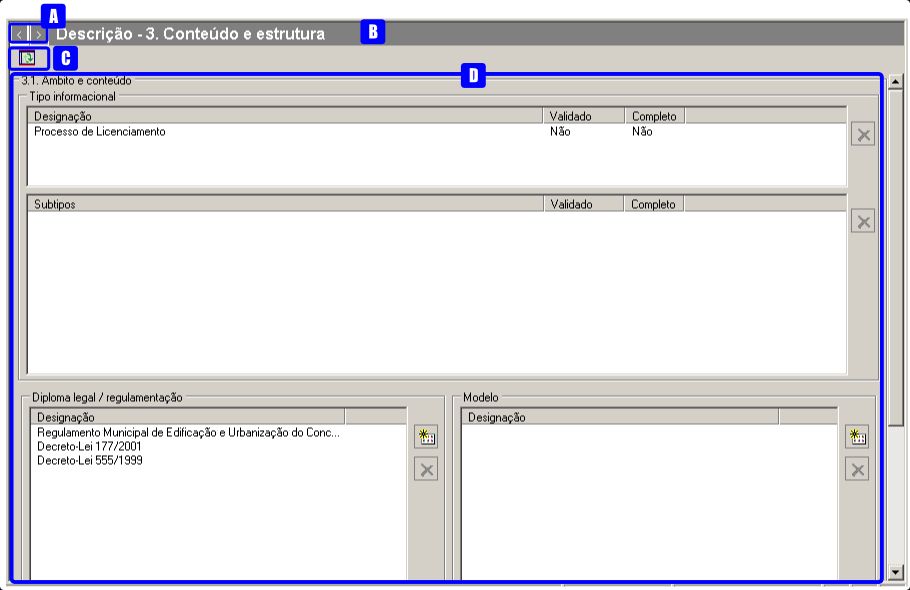 A
< > Descrição - 3. Conteúdo e estrutura B
C
D
3.1. Âmbito e conteúdo
Tipo informacional
Designação Validado Completo
Processo de Licenciamento Não Não
Subtipos Validado Completo
Diploma legal / regulamentação
Designação
Regulamento Municipal de Edificação e Urbanização do Conc...
Decreto-Lei 177/2001
Decreto-Lei 555/1999
Modelo
Designação